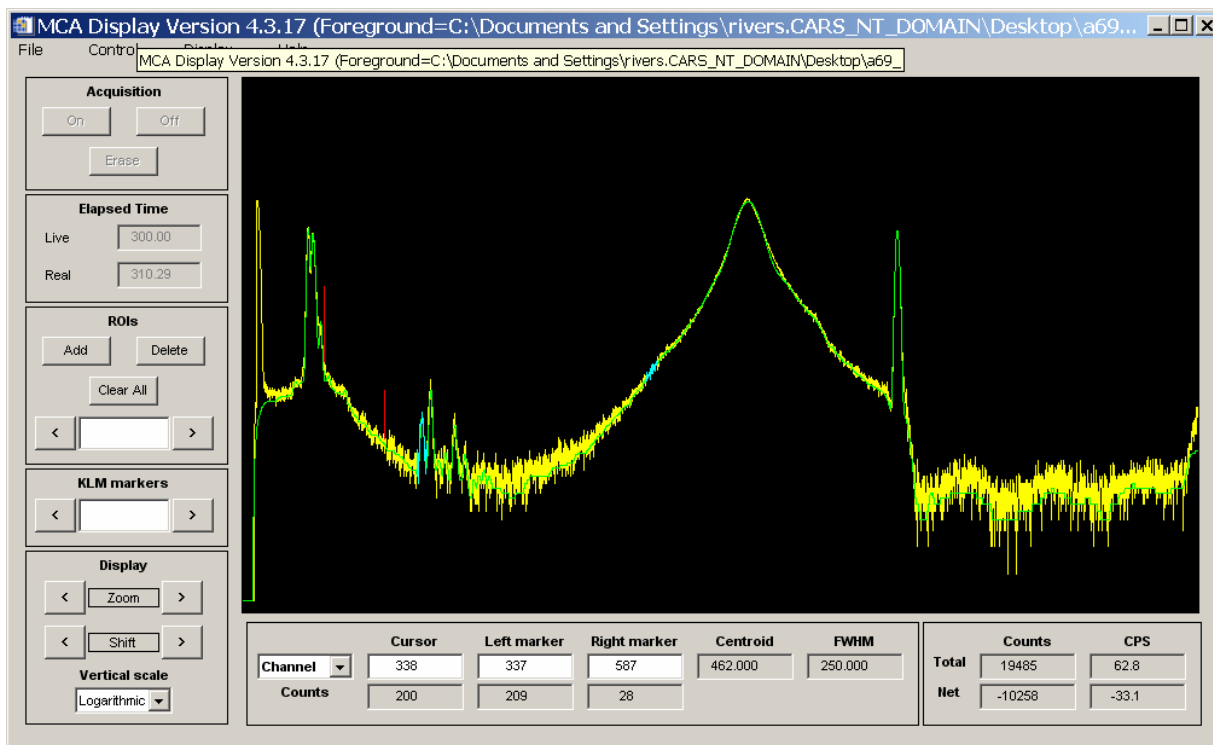 MCA Display Version 4.3.17 (Foreground=C:\Documents and Settings\rivers.CARS_NT_DOMAIN\Desktop\a69...
File Control Display Help
MCA Display Version 4.3.17 (Foreground=C:\Documents and Settings\rivers.CARS_NT_DOMAIN\Desktop\a69_
Acquisition
On Off
Erase
Elapsed Time
Live 300.00
Real 310.29
ROIs
Add Delete
Clear All
< >
KLM markers
< >
Display
< Zoom >
< Shift >
Vertical scale
Logarithmic
Cursor Left marker Right marker Centroid FWHM
Channel 338 337 587 462.000 250.000
Counts 200 209 28
Counts CPS
Total 19485 62.8
Net -10258 -33.1